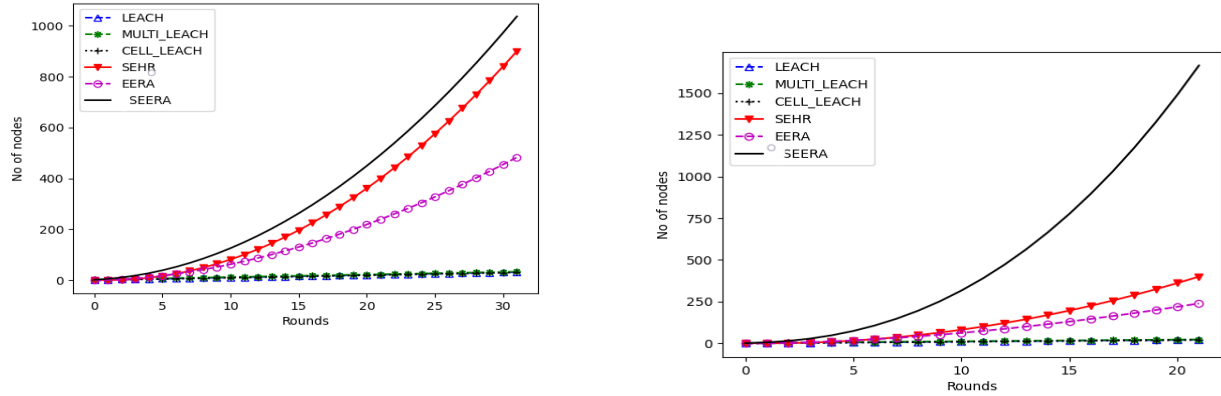 1000
800
600
400
200
0
No of nodes
LEACH
MULTI_LEACH
CELL_LEACH
SEHR
EERA
SEERA
0 5 10 15 20 25 30
Rounds
1500
1250
1000
750
500
250
0
No of nodes
LEACH
MULTI_LEACH
CELL_LEACH
SEHR
EERA
SEERA
0 5 10 15 20
Rounds